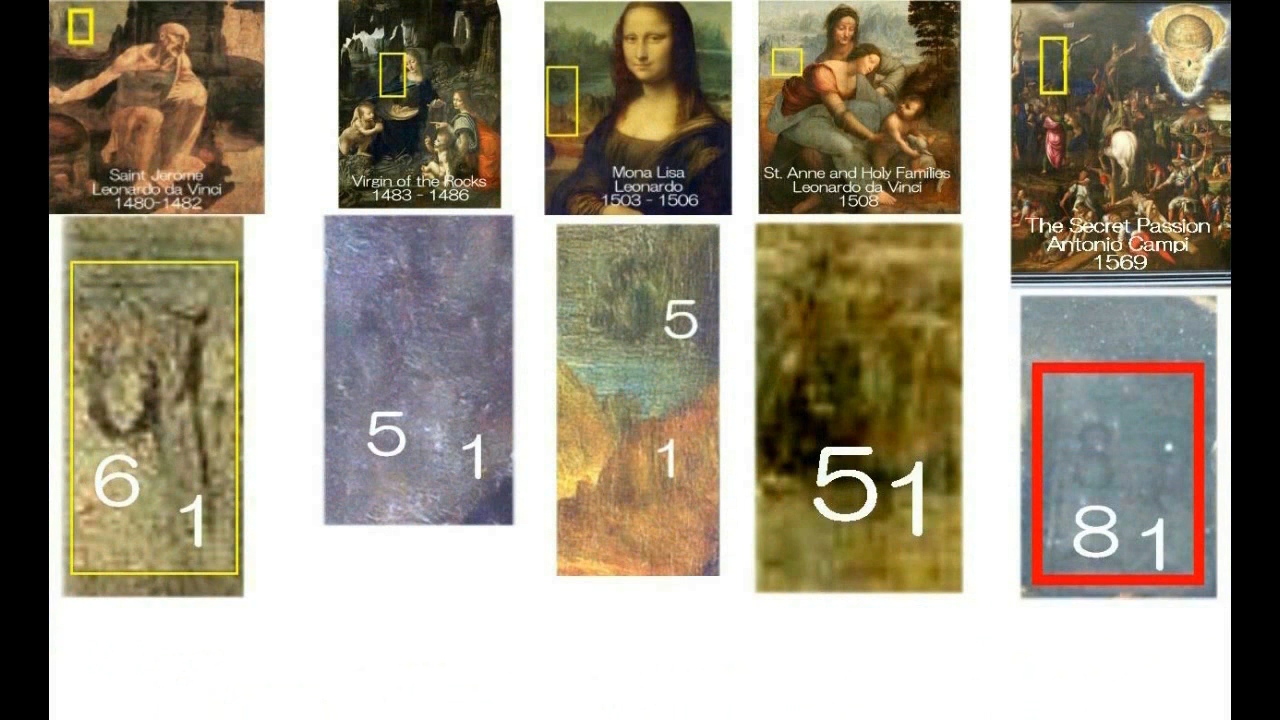 Saint Jerome
Leonardo da Vinci
1480-1482
Virgin of the Rocks
1483 - 1486
Mona Lisa
Leonardo
1503 - 1506
St. Anne and Holy Families
Leonardo da Vinci
1508
The Secret Passion
Antonio Campi
1569
6 1
5 1
5
1
51
8 1